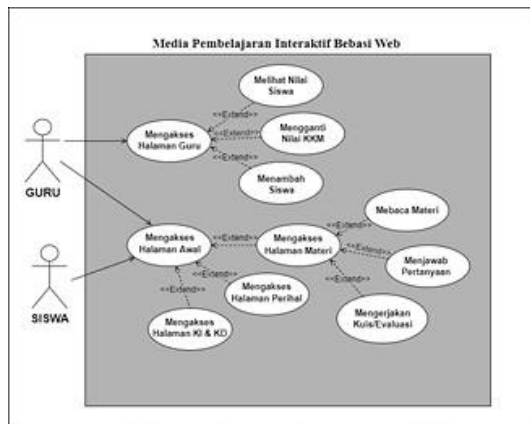 Media Pembelajaran Interaktif Bebasi Web
Melihat Nilai
Siswa
<<Extend>>
Mengakses
Halaman Guru
<<Extend>>
Mengganti
Nilai KKM
<<Extend>>
Menambah
Siswa
GURU
Mebaca Materi
<<Extend>>
Mengakses
Halaman Awal
<<Extend>>
Mengakses
Halaman Materi
<<Extend>>
Menjawab
Pertanyaan
<<Extend>>
Mengakses
Halaman Perihal
<<Extend>>
Mengerjakan
Kuis/Evaluasi
<<Extend>>
Mengakses
Halaman KI & KD
SISWA